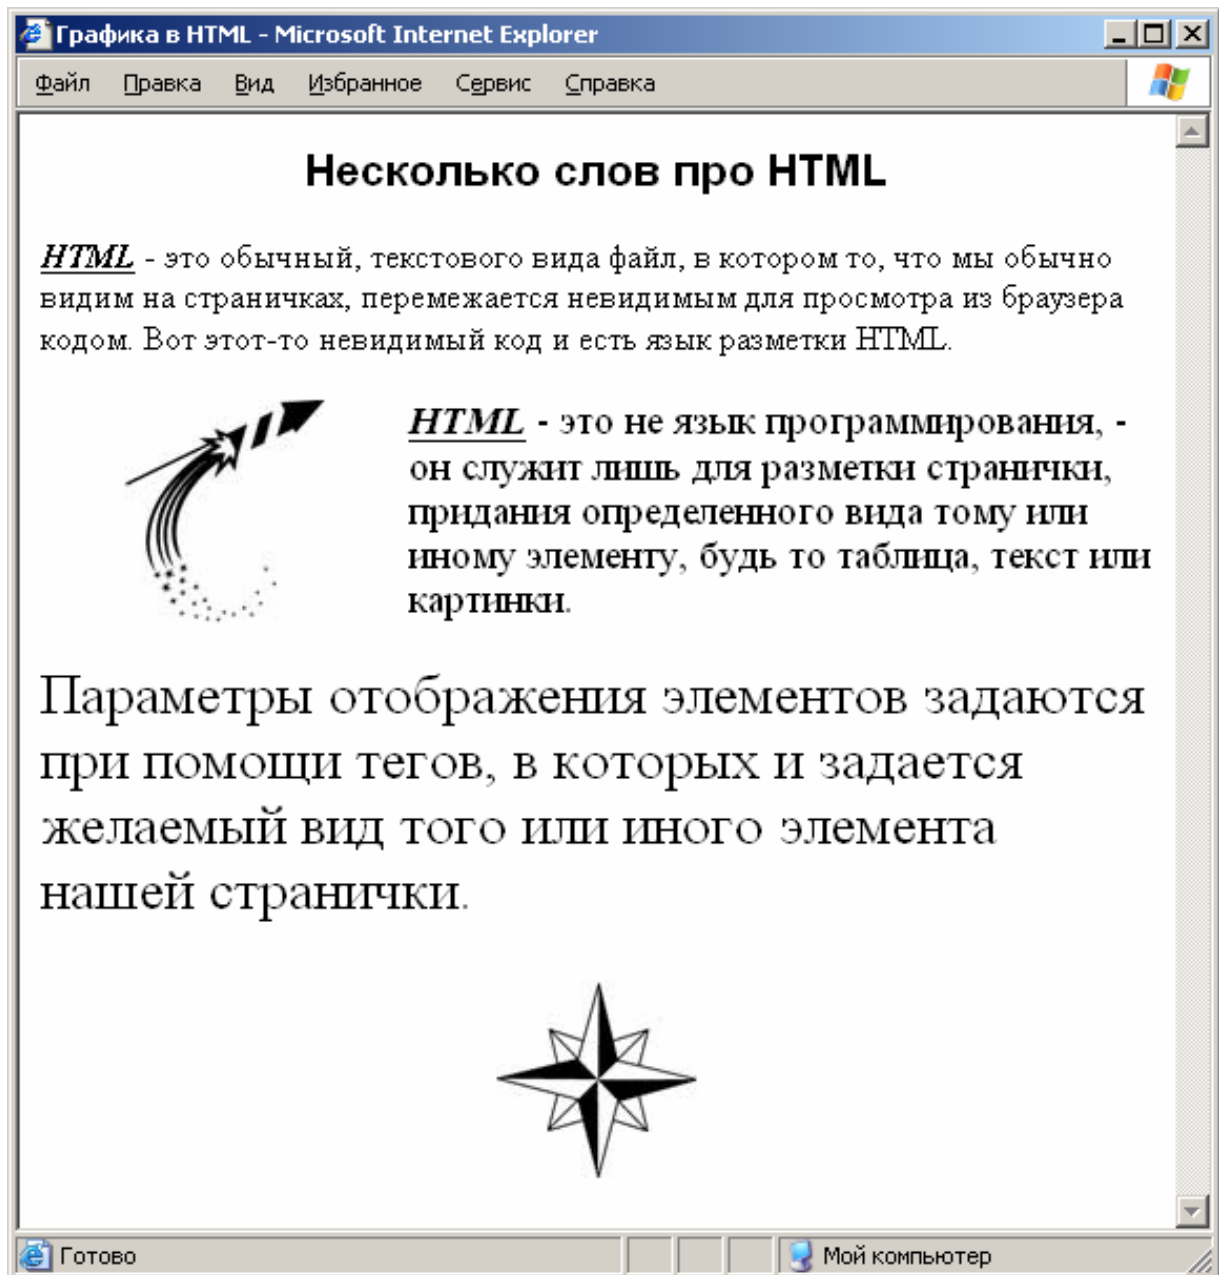 Графика в HTML - Microsoft Internet Explorer
Файл Правка Вид Избранное Сервис Справка
Несколько слов про HTML
HTML - это обычный, текстового вида файл, в котором то, что мы обычно
видим на страничках, перемежается невидимым для просмотра из браузера
кодом. Вот этот-то невидимый код и есть язык разметки HTML.
HTML - это не язык программирования, -
он служит лишь для разметки странички,
придания определенного вида тому или
иному элементу, будь то таблица, текст или
картинки.
Параметры отображения элементов задаются
при помощи тегов, в которых и задается
желаемый вид того или иного элемента
нашей странички.
Готово Мой компьютер